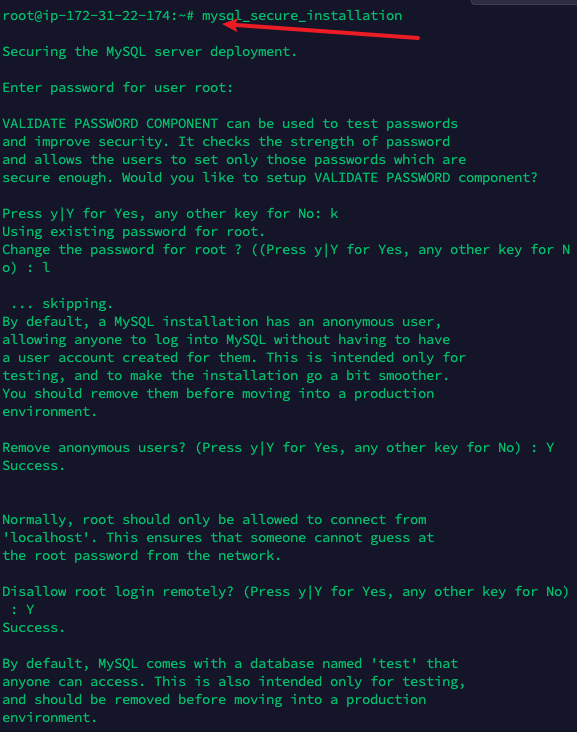 root@ip-172-31-22-174:~# mysql_secure_installation
Securing the MySQL server deployment.
Enter password for user root:
VALIDATE PASSWORD COMPONENT can be used to test passwords
and improve security. It checks the strength of password
and allows the users to set only those passwords which are
secure enough. Would you like to setup VALIDATE PASSWORD component?
Press y|Y for Yes, any other key for No: k
Using existing password for root.
Change the password for root ? ((Press y|Y for Yes, any other key for N
o) : l
 ... skipping.
By default, a MySQL installation has an anonymous user,
allowing anyone to log into MySQL without having to have
a user account created for them. This is intended only for
testing, and to make the installation go a bit smoother.
You should remove them before moving into a production
environment.
Remove anonymous users? (Press y|Y for Yes, any other key for No) : Y
Success.
Normally, root should only be allowed to connect from
'localhost'. This ensures that someone cannot guess at
the root password from the network.
Disallow root login remotely? (Press y|Y for Yes, any other key for No)
 : Y
Success.
By default, MySQL comes with a database named 'test' that
anyone can access. This is also intended only for testing,
and should be removed before moving into a production
environment.